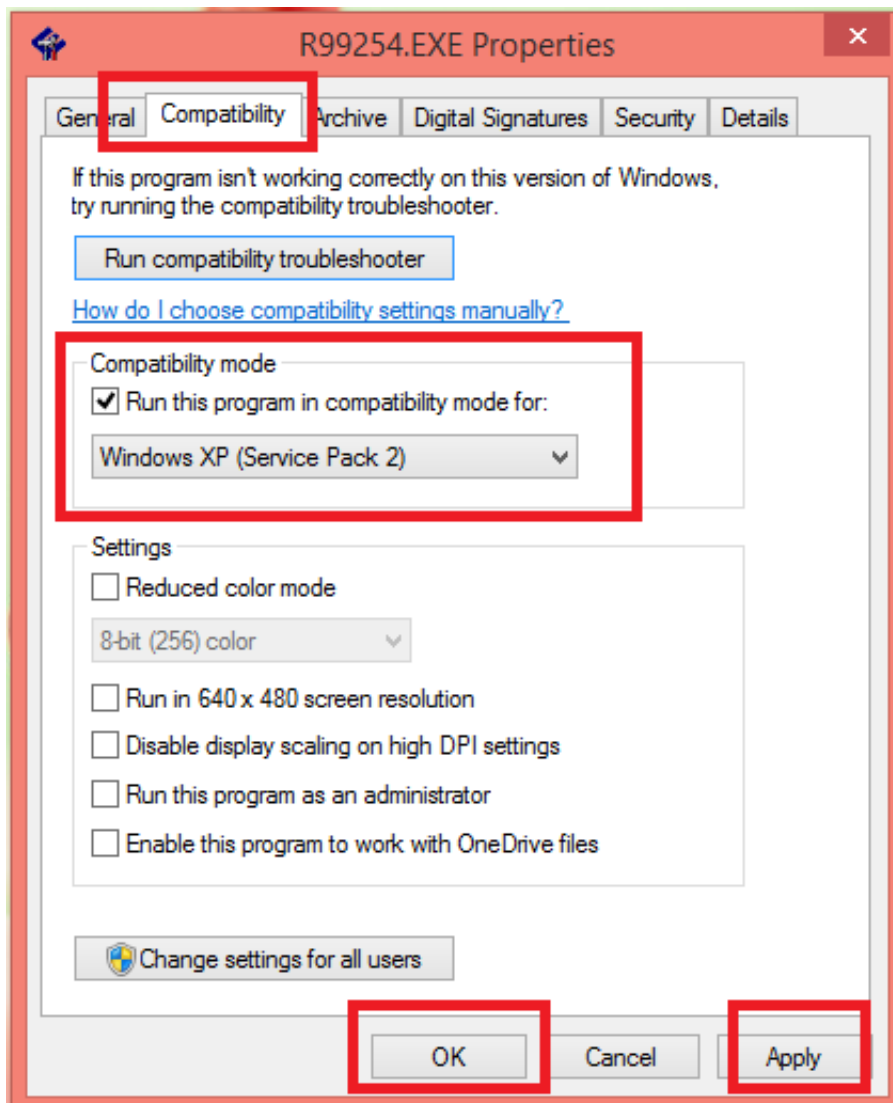 R99254.EXE Properties
General Compatibility Archive Digital Signatures Security Details
If this program isn't working correctly on this version of Windows,
try running the compatibility troubleshooter.
Run compatibility troubleshooter
How do I choose compatibility settings manually?
Compatibility mode
Run this program in compatibility mode for:
Windows XP (Service Pack 2)
Settings
Reduced color mode
8-bit (256) color
Run in 640 x 480 screen resolution
Disable display scaling on high DPI settings
Run this program as an administrator
Enable this program to work with OneDrive files
Change settings for all users
OK Cancel Apply